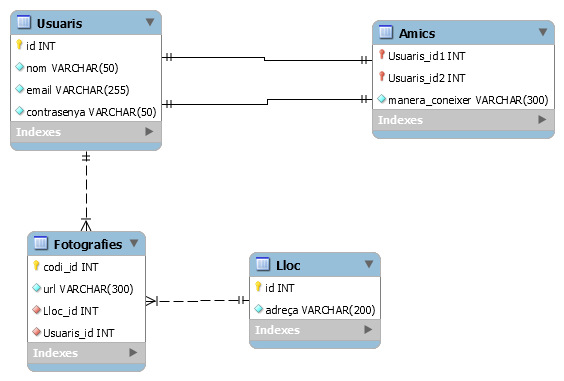 Usuaris
id INT
nom VARCHAR(50)
email VARCHAR(255)
contrasenya VARCHAR(50)
Indexes
Amics
Usuaris_id1 INT
Usuaris_id2 INT
manera_coneixer VARCHAR(300)
Indexes
Fotografies
codi_id INT
url VARCHAR(300)
Lloc_id INT
Usuaris_id INT
Indexes
Lloc
id INT
adreça VARCHAR(200)
Indexes